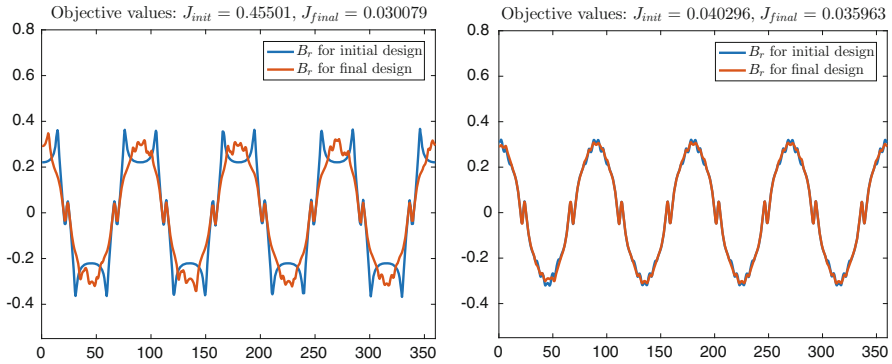 Objective values: J_init = 0.45501, J_final = 0.030079
0.8
0.6
0.4
0.2
0
-0.2
-0.4
B_r for initial design
B_r for final design
0 50 100 150 200 250 300 350
Objective values: J_init = 0.040296, J_final = 0.035963
0.8
0.6
0.4
0.2
0
-0.2
-0.4
B_r for initial design
B_r for final design
0 50 100 150 200 250 300 350